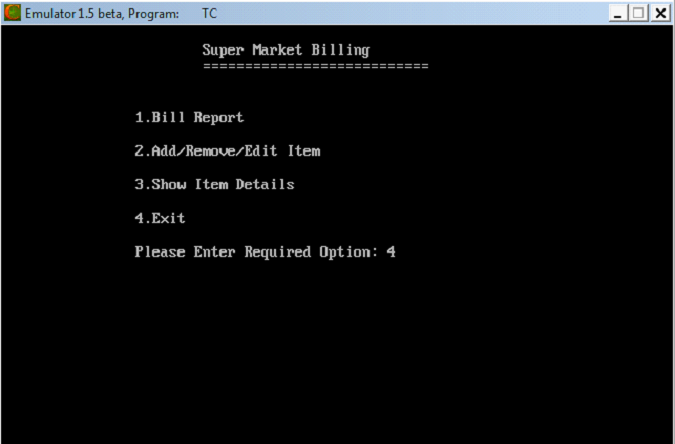 Emulator 1.5 beta, Program: TC
Super Market Billing
===========================
1.Bill Report
2.Add/Remove/Edit Item
3.Show Item Details
4.Exit
Please Enter Required Option: 4